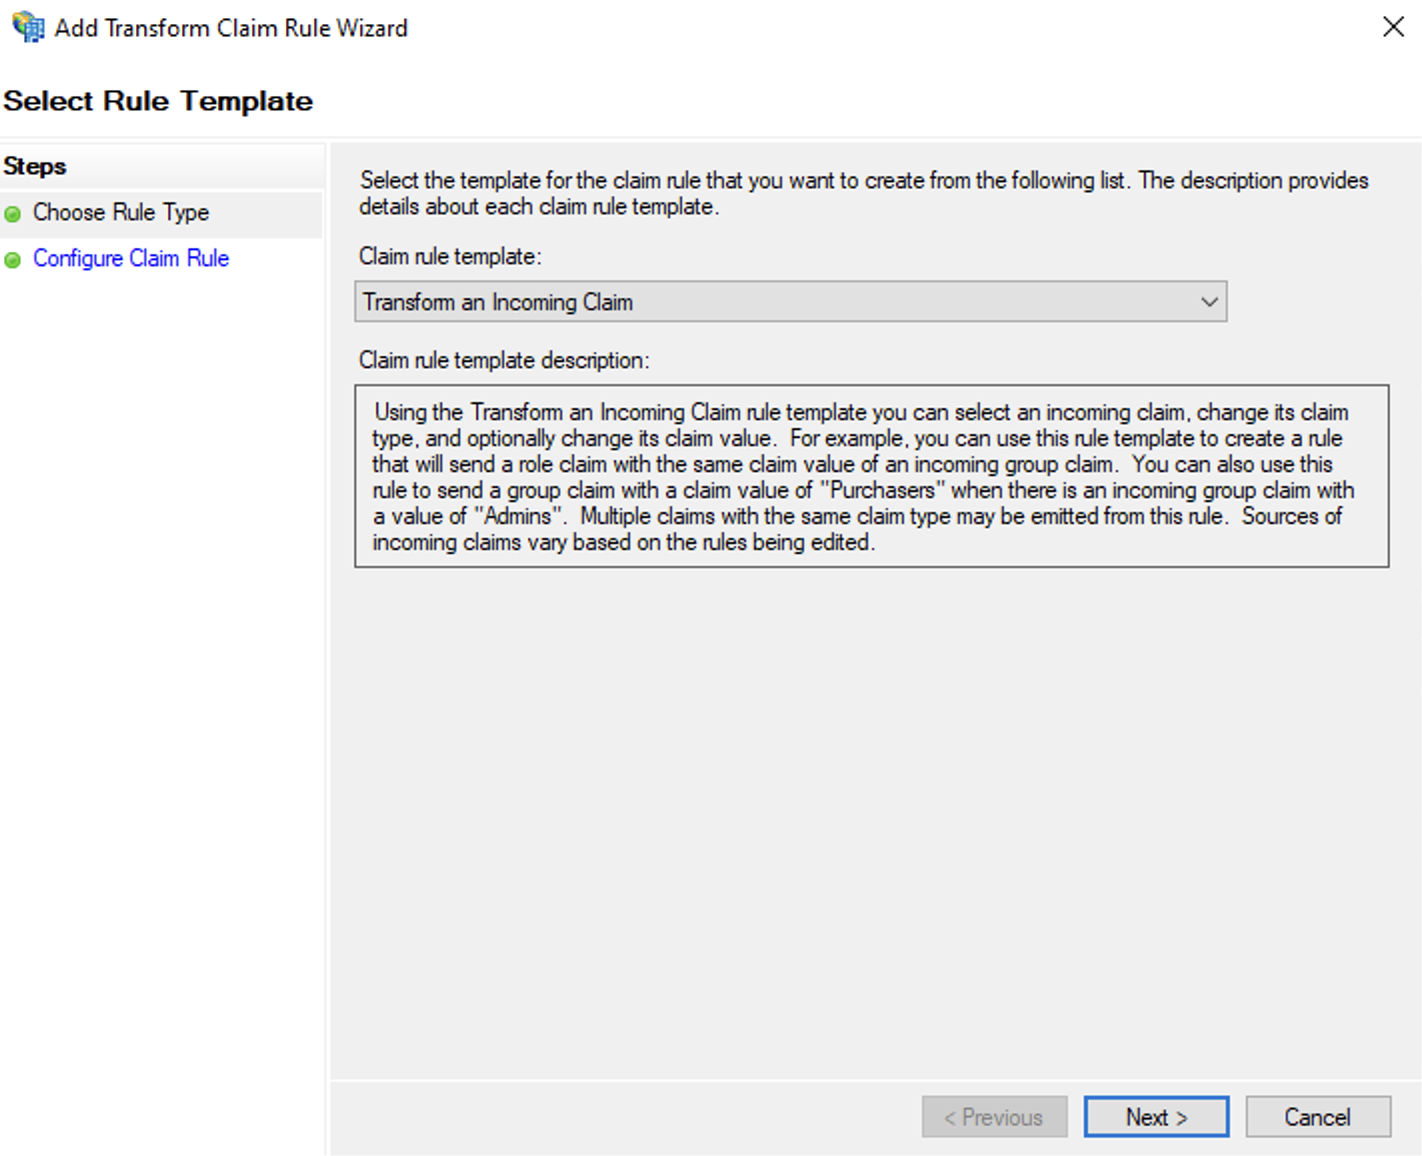 Add Transform Claim Rule Wizard
Select Rule Template
Steps
Choose Rule Type
Configure Claim Rule
Select the template for the claim rule that you want to create from the following list. The description provides
details about each claim rule template.
Claim rule template:
Transform an Incoming Claim
Claim rule template description:
Using the Transform an Incoming Claim rule template you can select an incoming claim, change its claim
type, and optionally change its claim value.  For example, you can use this rule template to create a rule
that will send a role claim with the same claim value of an incoming group claim.  You can also use this
rule to send a group claim with a claim value of "Purchasers" when there is an incoming group claim with
a value of "Admins".  Multiple claims with the same claim type may be emitted from this rule.  Sources of
incoming claims vary based on the rules being edited.
< Previous
Next >
Cancel